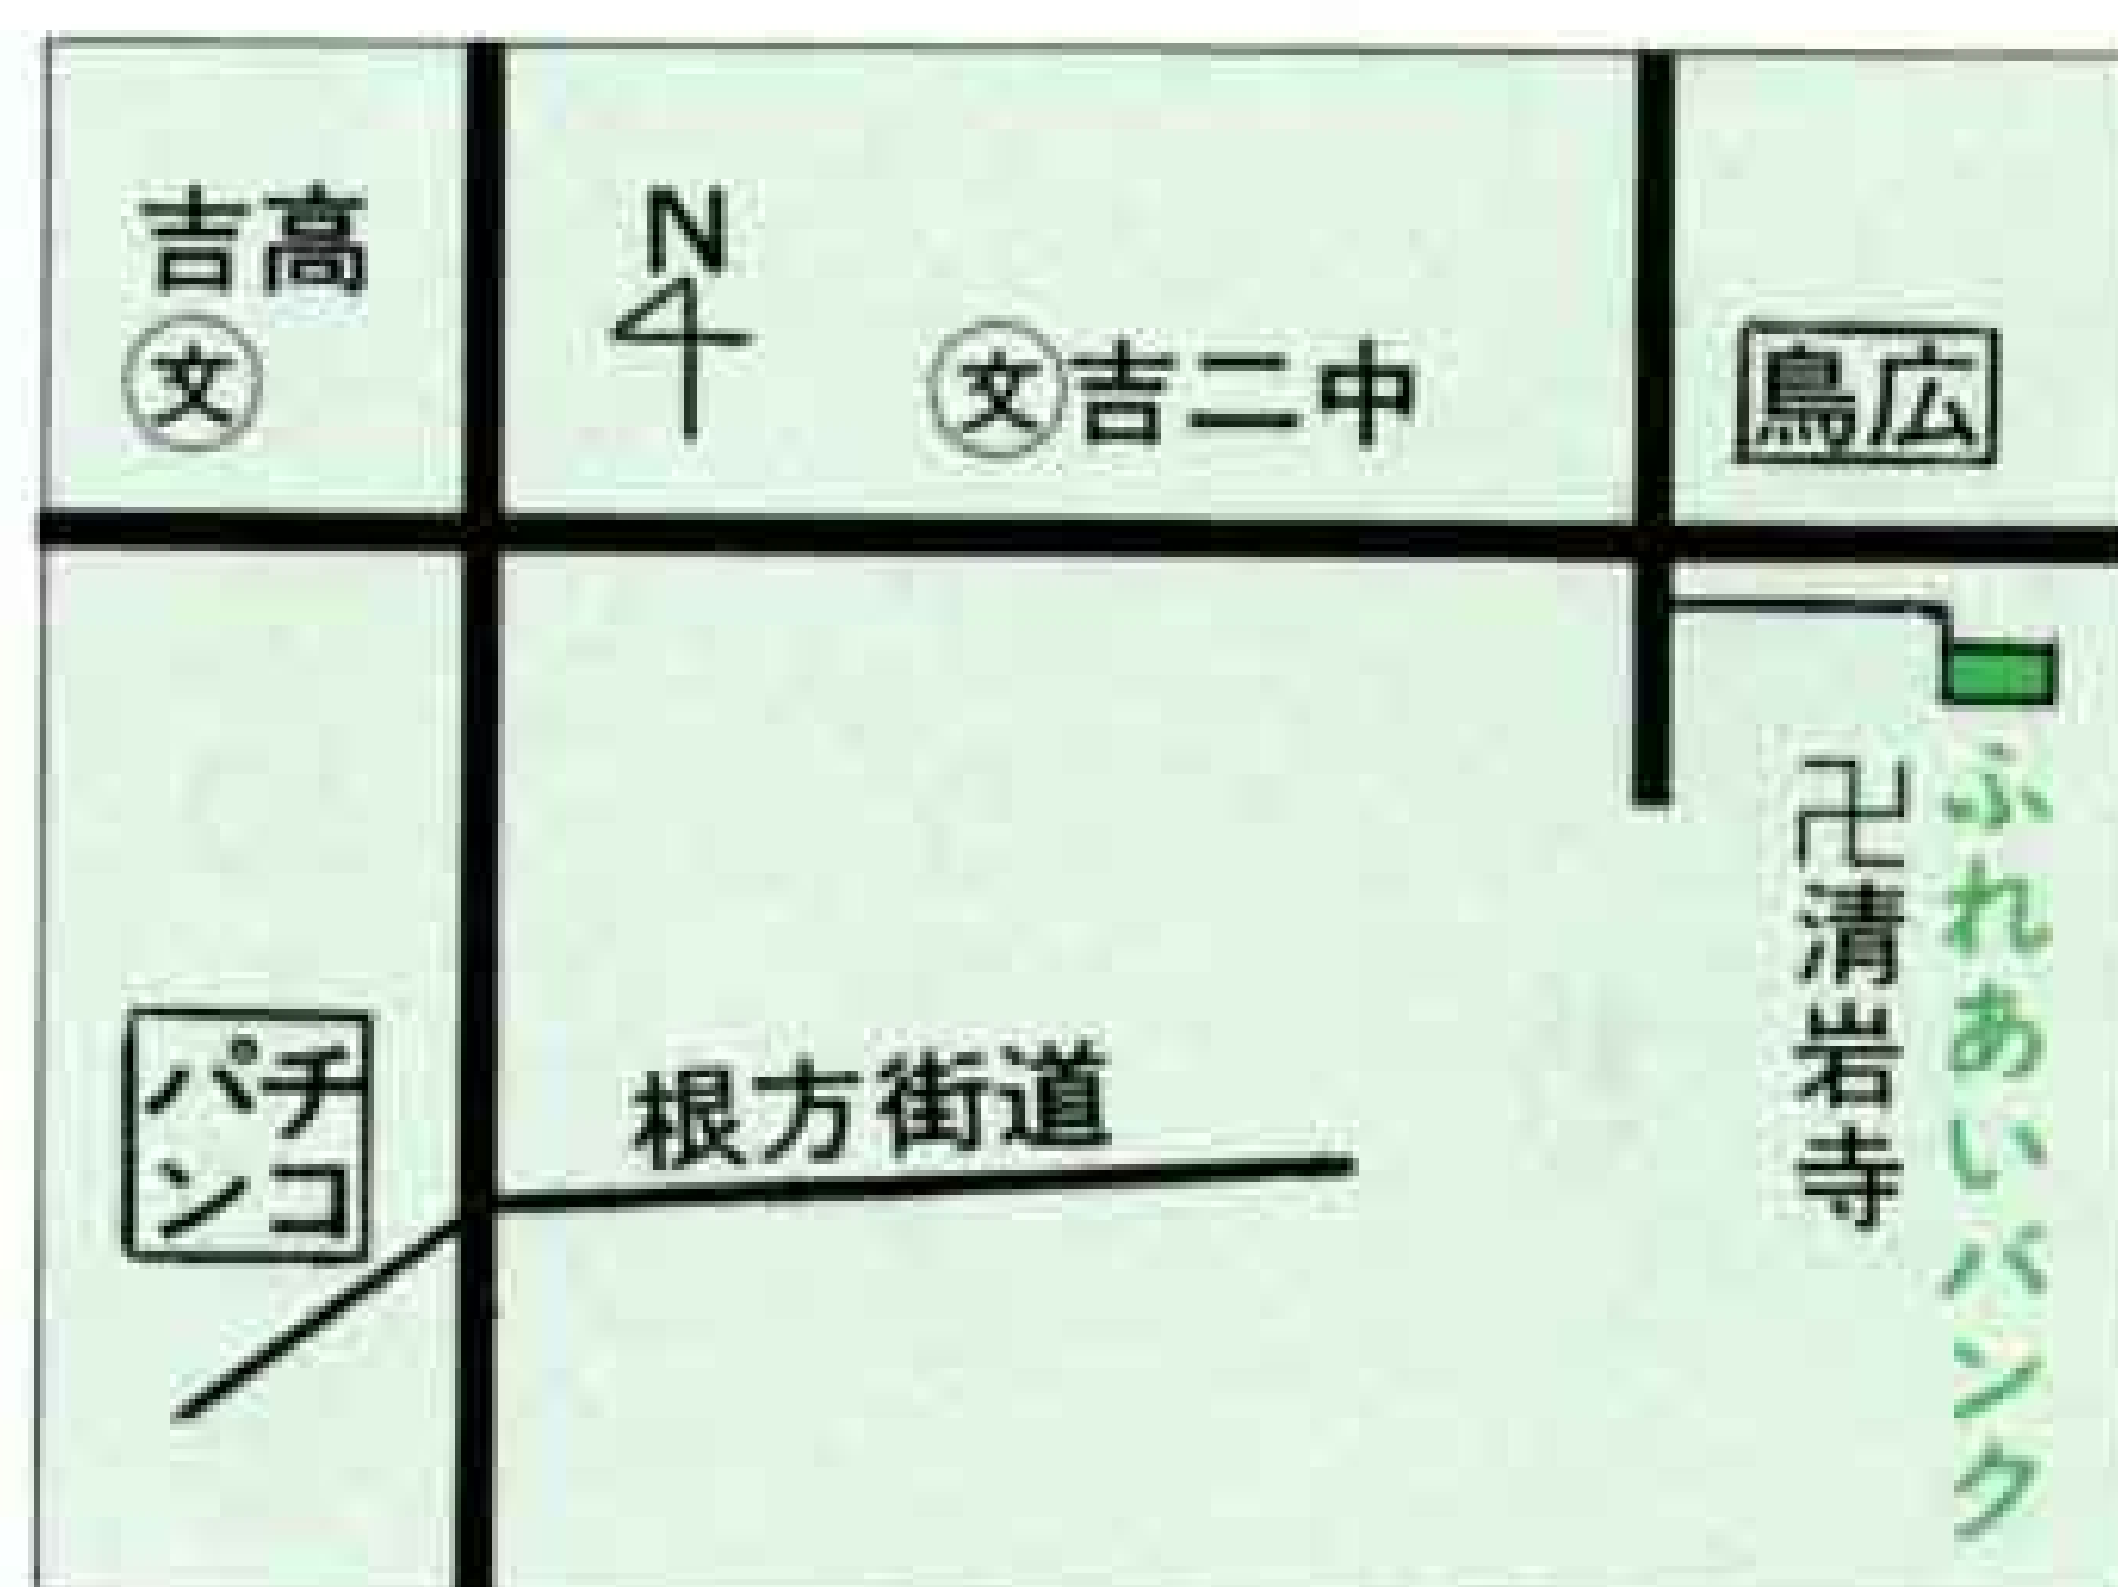 吉高
文
N
文吉二中
鳥広
卍清岩寺
ふれあいバンク
パチ
ンコ
根方街道